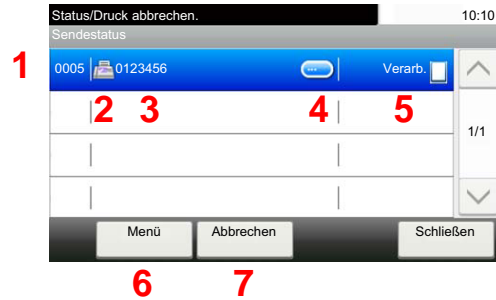 Status/Druck abbrechen. 10:10
Sendestatus
1 0005 0123456 Verarb.
2 3 4 5
1/1
Menü Abbrechen Schließen
6 7